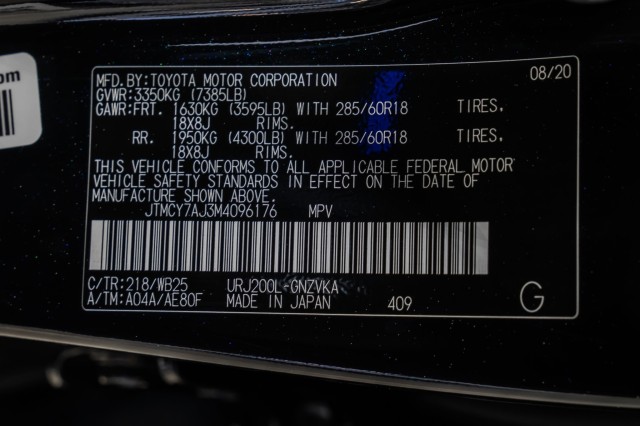 om
MFD.BY:TOYOTA MOTOR CORPORATION 08/20
GVWR:3350KG (7385LB)
GAWR:FRT. 1630KG (3595LB) WITH 285/60R18 TIRES.
18X8J RIMS.
RR. 1950KG (4300LB) WITH 285/60R18 TIRES.
18X8J RIMS.
THIS VEHICLE CONFORMS TO ALL APPLICABLE FEDERAL MOTOR
VEHICLE SAFETY STANDARDS IN EFFECT ON THE DATE OF
MANUFACTURE SHOWN ABOVE.
JTMCY7AJ3M4096176 MPV
C/TR:218/WB25 URJ200L-GNZVKA
A/TM:A04A/AE80F MADE IN JAPAN 409 G